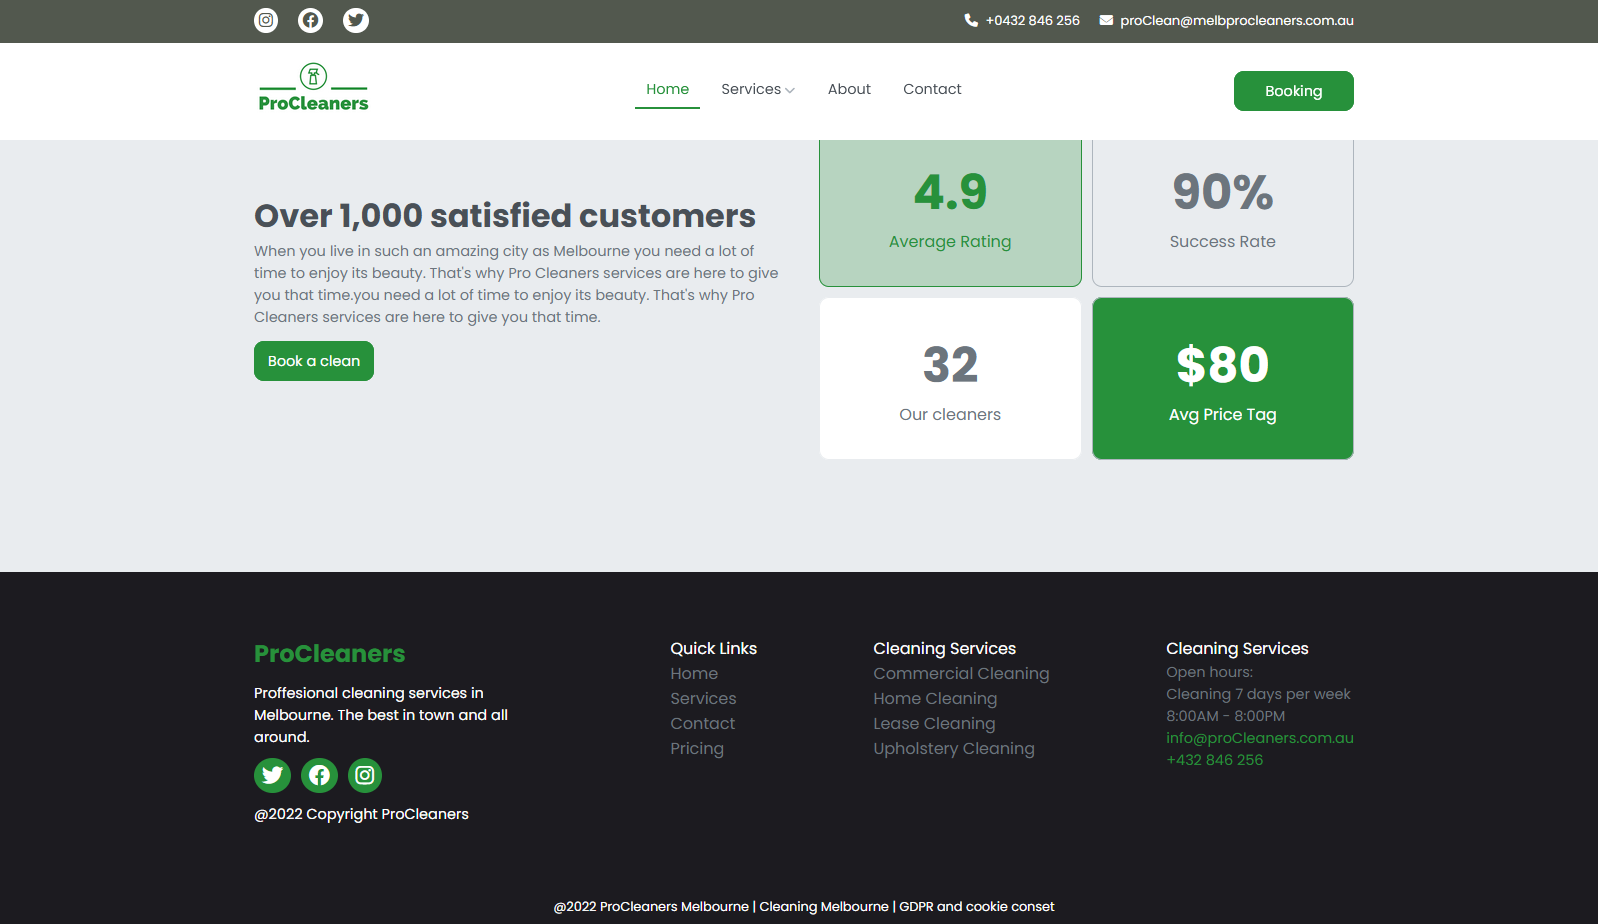 +0432 846 256 proClean@melbprocleaners.com.au
ProCleaners
Home Services About Contact
Booking
Over 1,000 satisfied customers
When you live in such an amazing city as Melbourne you need a lot of
time to enjoy its beauty. That's why Pro Cleaners services are here to give
you that time.you need a lot of time to enjoy its beauty. That's why Pro
Cleaners services are here to give you that time.
Book a clean
4.9
Average Rating
90%
Success Rate
32
Our cleaners
$80
Avg Price Tag
ProCleaners
Proffesional cleaning services in
Melbourne. The best in town and all
around.
@2022 Copyright ProCleaners
Quick Links
Home
Services
Contact
Pricing
Cleaning Services
Commercial Cleaning
Home Cleaning
Lease Cleaning
Upholstery Cleaning
Cleaning Services
Open hours:
Cleaning 7 days per week
8:00AM - 8:00PM
info@proCleaners.com.au
+432 846 256
@2022 ProCleaners Melbourne | Cleaning Melbourne | GDPR and cookie conset